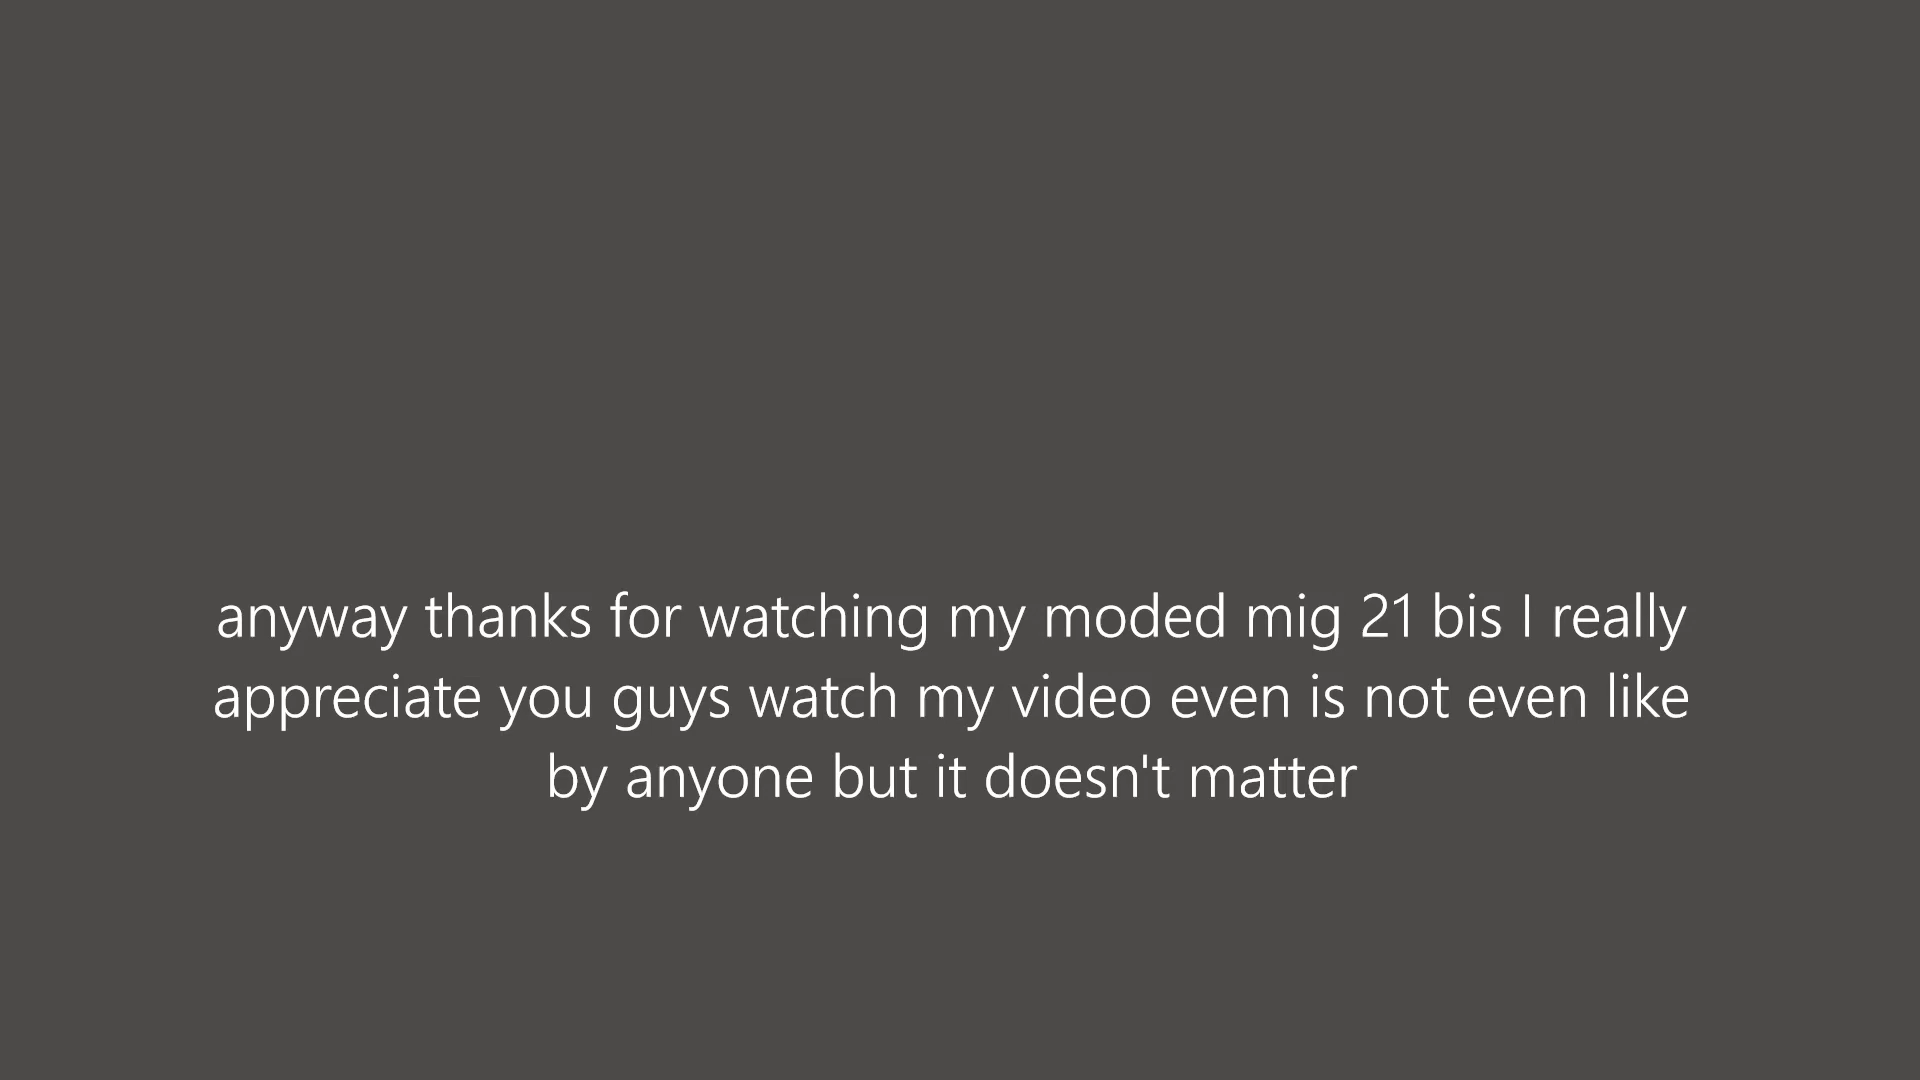 anyway thanks for watching my moded mig 21 bis I really
appreciate you guys watch my video even is not even like
by anyone but it doesn't matter